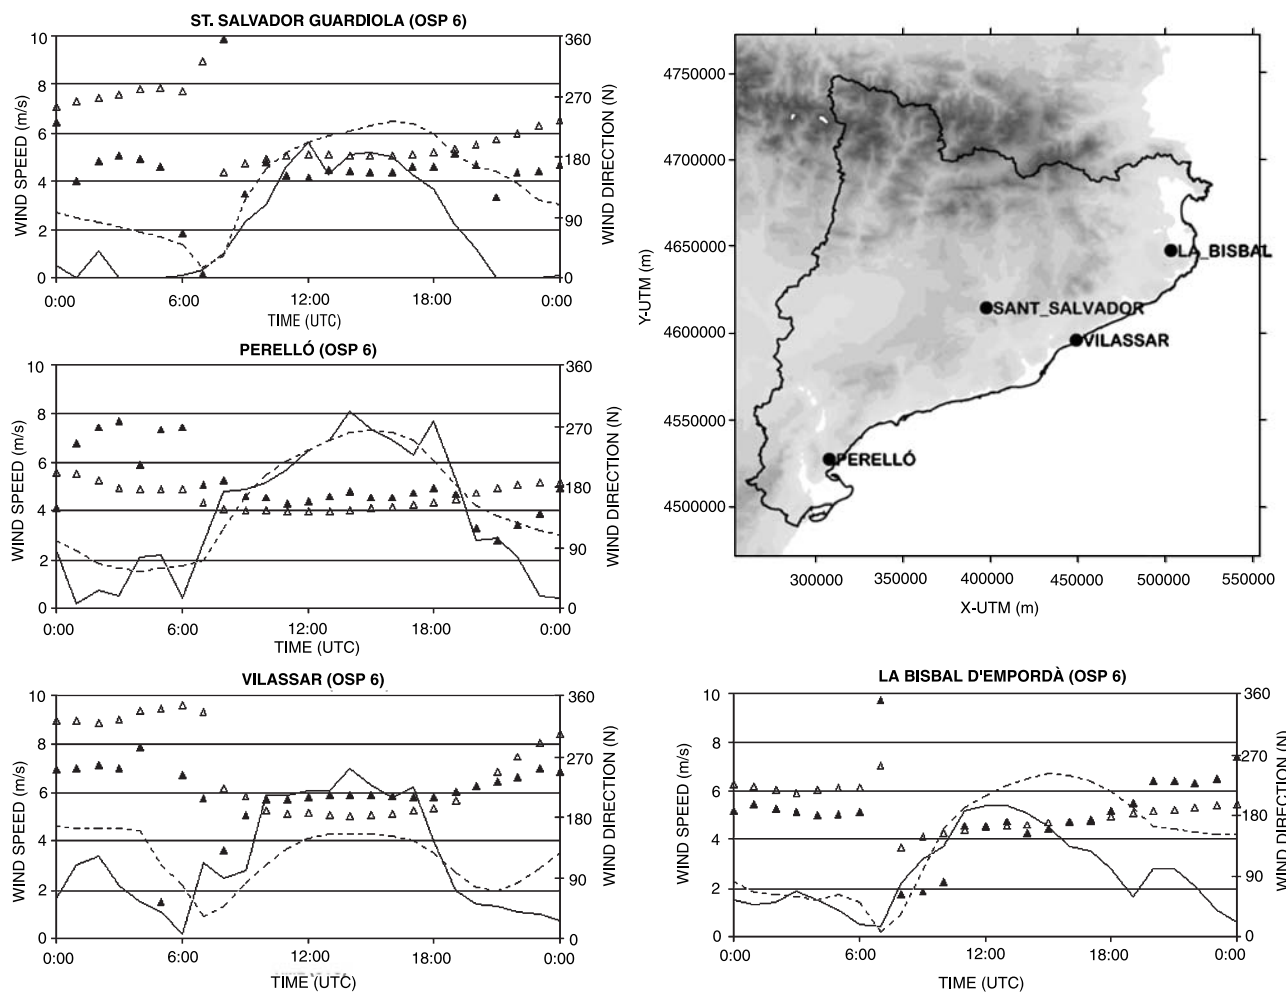 ST. SALVADOR GUARDIOLA (OSP 6)
10
8
6
4
2
0
WIND SPEED (m/s)
360
270
180
90
0
WIND DIRECTION (N)
0:00 6:00 12:00 18:00 0:00
TIME (UTC)
PERELLÓ (OSP 6)
10
8
6
4
2
0
WIND SPEED (m/s)
360
270
180
90
0
WIND DIRECTION (N)
0:00 6:00 12:00 18:00 0:00
TIME (UTC)
VILASSAR (OSP 6)
10
8
6
4
2
0
WIND SPEED (m/s)
360
270
180
90
0
WIND DIRECTION (N)
0:00 6:00 12:00 18:00 0:00
TIME (UTC)
4750000
4700000
4650000
4600000
4550000
4500000
Y-UTM (m)
LA_BISBAL
SANT_SALVADOR
VILASSAR
PERELLÓ
300000 350000 400000 450000 500000 550000
X-UTM (m)
LA BISBAL D'EMPORDÀ (OSP 6)
10
8
6
4
2
0
WIND SPEED (m/s)
360
270
180
90
0
WIND DIRECTION (N)
0:00 6:00 12:00 18:00 0:00
TIME (UTC)